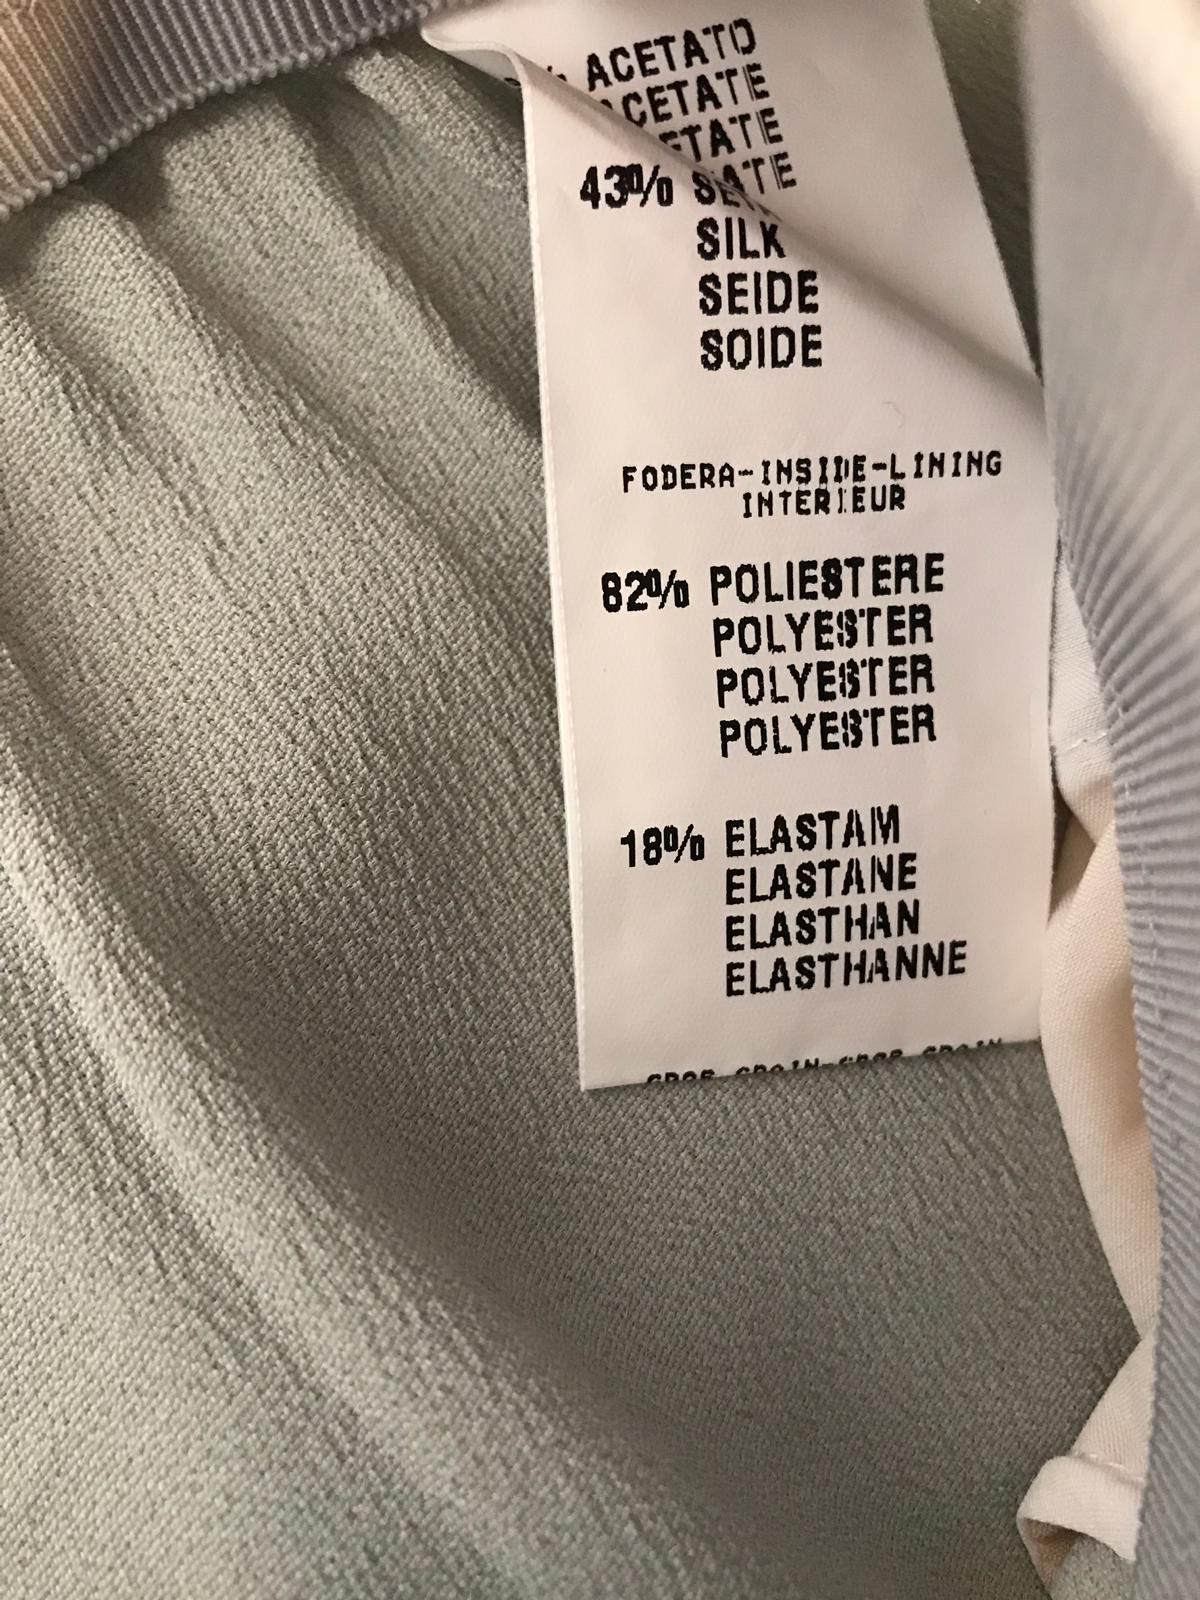 ACETATO
ACETATE
43%
SILK
SEIDE
SOIDE
FODERA-INSIDE-LINING
INTERIEUR
82% POLIESTERE
POLYESTER
POLYESTER
POLYESTER
18% ELASTAM
ELASTANE
ELASTHAN
ELASTHANNE